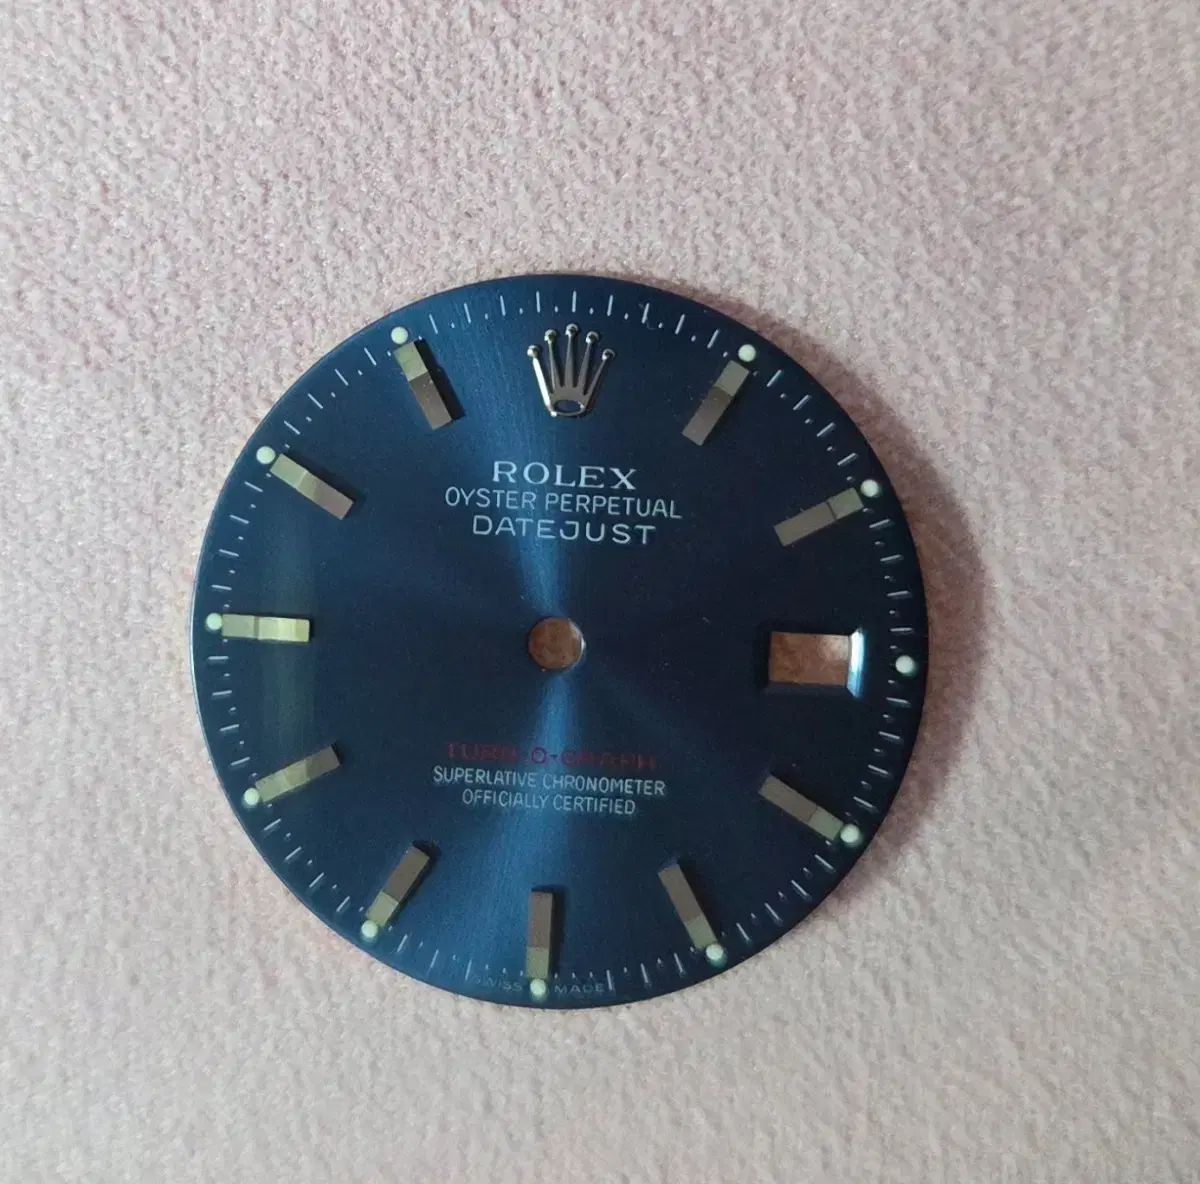 ROLEX
OYSTER PERPETUAL
DATEJUST
TURN-O-GRAPH
SUPERLATIVE CHRONOMETER
OFFICIALLY CERTIFIED
SWISS MADE